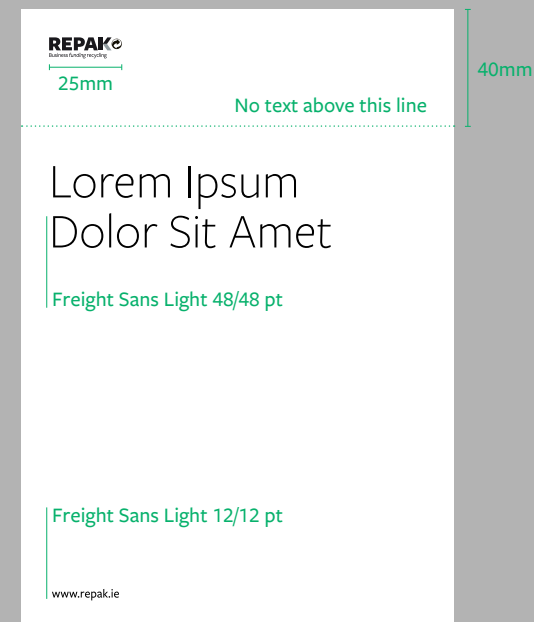 REPAK
Business funding recycling
25mm
40mm
No text above this line
Lorem Ipsum
Dolor Sit Amet
Freight Sans Light 48/48 pt
Freight Sans Light 12/12 pt
www.repak.ie